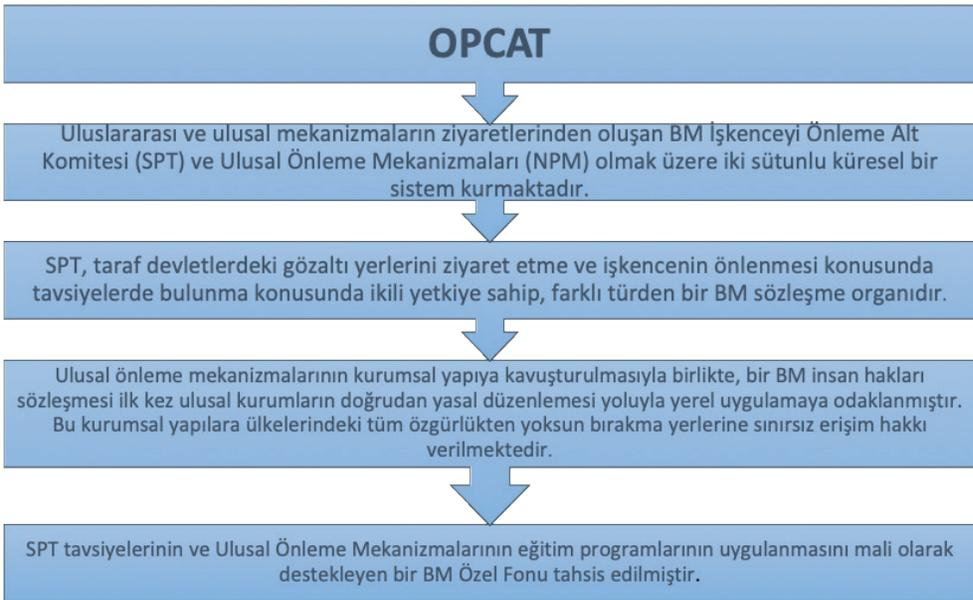 OPCAT
Uluslararası ve ulusal mekanizmaların ziyaretlerinden oluşan BM İşkenceyi Önleme Alt
Komitesi (SPT) ve Ulusal Önleme Mekanizmaları (NPM) olmak üzere iki sütunlu küresel bir
sistem kurmaktadır.
SPT, taraf devletlerdeki gözaltı yerlerini ziyaret etme ve işkencenin önlenmesi konusunda
tavsiyelerde bulunma konusunda ikili yetkiye sahip, farklı türden bir BM sözleşme organıdır.
Ulusal önleme mekanizmalarının kurumsal yapıya kavuşturulmasıyla birlikte, bir BM insan hakları
sözleşmesi ilk kez ulusal kurumların doğrudan yasal düzenlemesi yoluyla yerel uygulamaya odaklanmıştır.
Bu kurumsal yapılara ülkelerindeki tüm özgürlükten yoksun bırakma yerlerine sınırsız erişim hakkı
verilmektedir.
SPT tavsiyelerinin ve Ulusal Önleme Mekanizmalarının eğitim programlarının uygulanmasını mali olarak
destekleyen bir BM Özel Fonu tahsis edilmiştir.